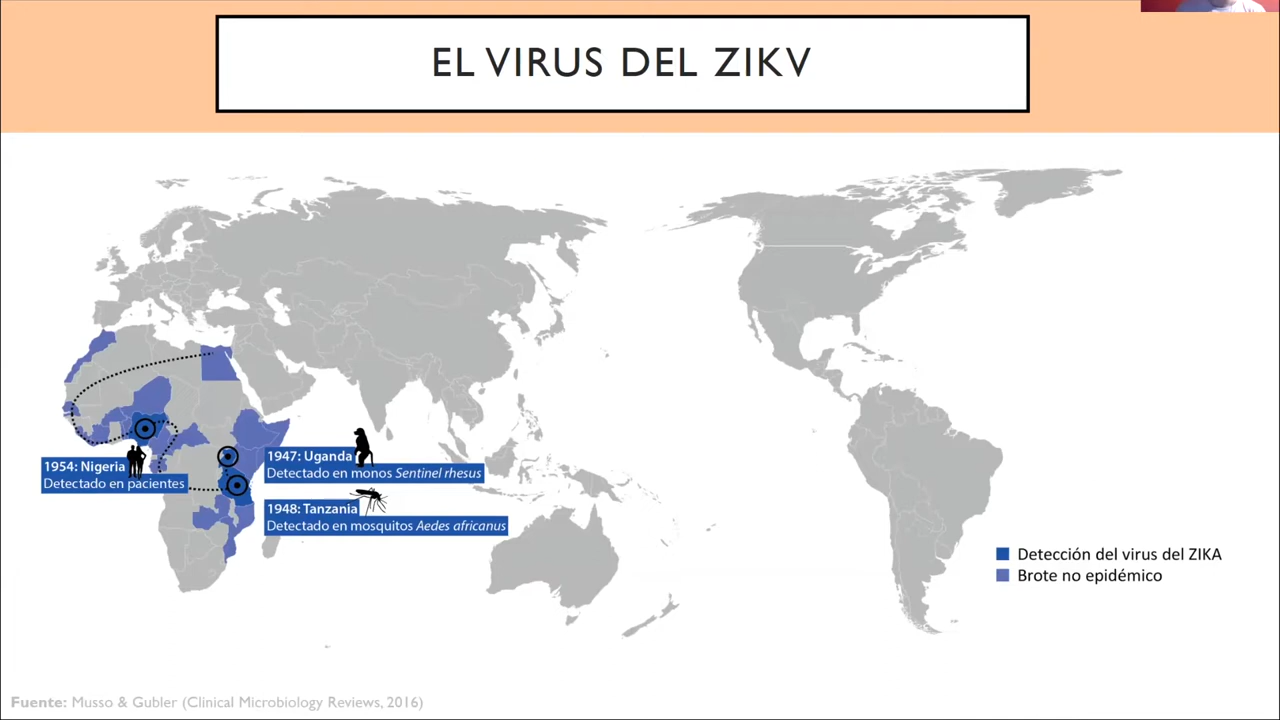 EL VIRUS DEL ZIKV
1954: Nigeria
Detectado en pacientes
1947: Uganda
Detectado en monos Sentinel rhesus
1948: Tanzania
Detectado en mosquitos Aedes africanus
Detección del virus del ZIKA
Brote no epidémico
Fuente: Musso & Gubler (Clinical Microbiology Reviews, 2016)